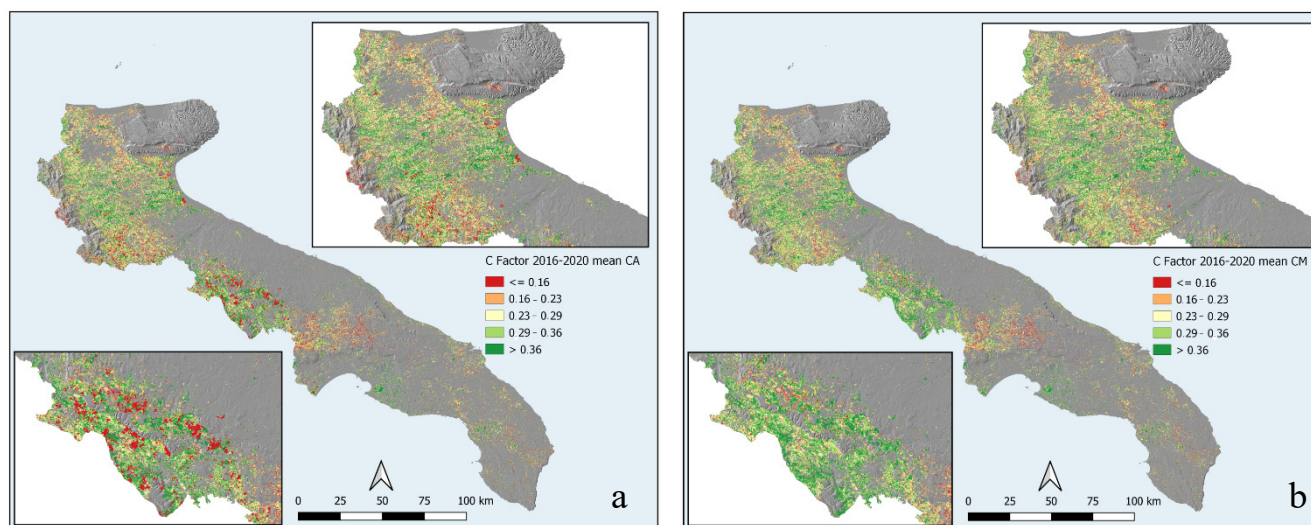 C Factor 2016-2020 mean CA
<= 0.16
0.16 - 0.23
0.23 - 0.29
0.29 - 0.36
> 0.36
0 25 50 75 100 km
a
C Factor 2016-2020 mean CM
<= 0.16
0.16 - 0.23
0.23 - 0.29
0.29 - 0.36
> 0.36
0 25 50 75 100 km
b